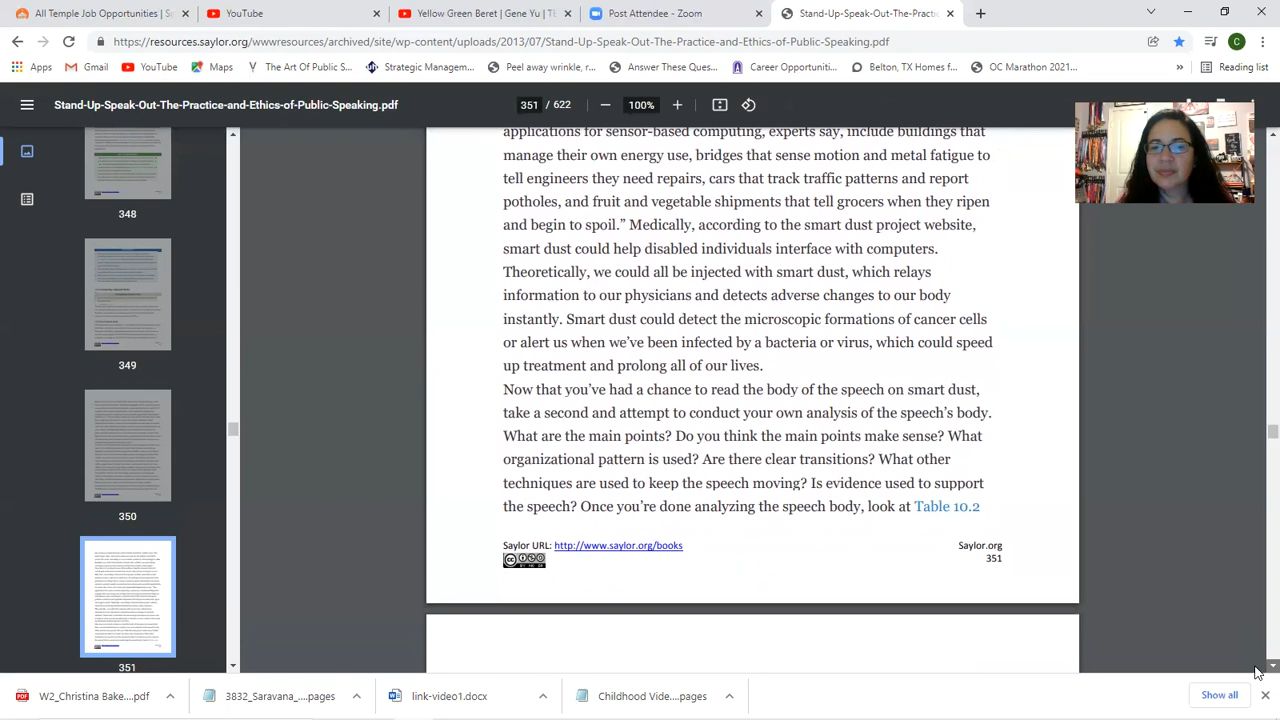 All Temple Job Opportunities | Se
YouTube
Yellow Green Beret | Gene Yu | TE
Post Attendee - Zoom
Stand-Up-Speak-Out-The-Practic
https://resources.saylor.org/wwwresources/archived/site/wp-content/uploads/2013/07/Stand-Up-Speak-Out-The-Practice-and-Ethics-of-Public-Speaking.pdf
C
Apps
Gmail
YouTube
Maps
The Art Of Public S...
Strategic Managem...
Peel away wrinkle, r...
Answer These Ques...
Career Opportuniti...
Belton, TX Homes f...
OC Marathon 2021...
»
Reading list
Stand-Up-Speak-Out-The-Practice-and-Ethics-of-Public-Speaking.pdf
351 / 622
100%
348
349
350
351
applications for sensor-based computing, experts say, include buildings that
manage their own energy use, bridges that sense motion and metal fatigue to
tell engineers they need repairs, cars that track traffic patterns and report
potholes, and fruit and vegetable shipments that tell grocers when they ripen
and begin to spoil.” Medically, according to the smart dust project website,
smart dust could help disabled individuals interface with computers.
Theoretically, we could all be injected with smart dust, which relays
information to our physicians and detects adverse changes to our body
instantly. Smart dust could detect the microscopic formations of cancer cells
or alert us when we’ve been infected by a bacteria or virus, which could speed
up treatment and prolong all of our lives.
Now that you’ve had a chance to read the body of the speech on smart dust,
take a second and attempt to conduct your own analysis of the speech’s body.
What are the main points? Do you think the main points make sense? What
organizational pattern is used? Are there clear transitions? What other
techniques are used to keep the speech moving? Is evidence used to support
the speech? Once you’re done analyzing the speech body, look at Table 10.2
Saylor URL: http://www.saylor.org/books
Saylor.org
351
W2_Christina Bake....pdf
3832_Saravana_....pages
link-video1.docx
Childhood Vide....pages
Show all